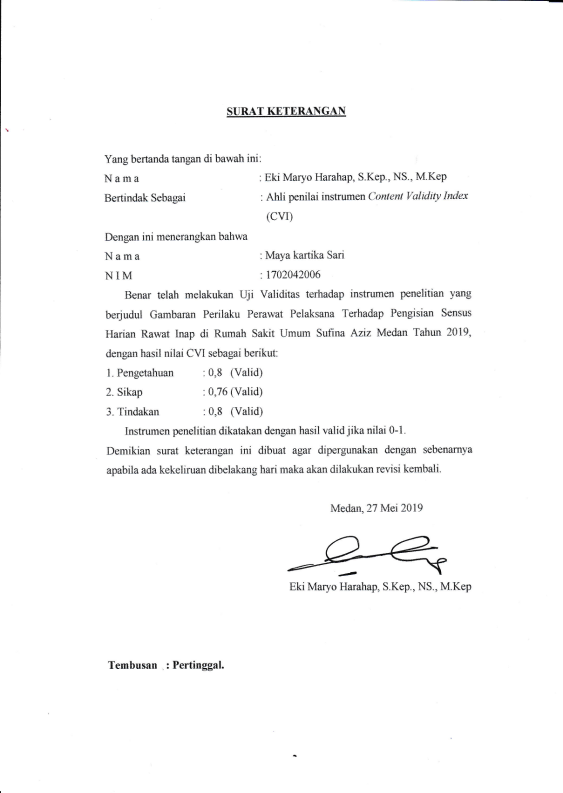 SURAT KETERANGAN
Yang bertanda tangan di bawah ini:
N a m a : Eki Maryo Harahap, S.Kep., NS., M.Kep
Bertindak Sebagai : Ahli penilai instrumen Content Validity Index
(CVI)
Dengan ini menerangkan bahwa
N a m a : Maya kartika Sari
N I M : 1702042006
Benar telah melakukan Uji Validitas terhadap instrumen penelitian yang
berjudul Gambaran Perilaku Perawat Pelaksana Terhadap Pengisian Sensus
Harian Rawat Inap di Rumah Sakit Umum Sufina Aziz Medan Tahun 2019,
dengan hasil nilai CVI sebagai berikut:
1. Pengetahuan : 0,8 (Valid)
2. Sikap : 0,76 (Valid)
3. Tindakan : 0,8 (Valid)
Instrumen penelitian dikatakan dengan hasil valid jika nilai 0-1.
Demikian surat keterangan ini dibuat agar dipergunakan dengan sebenarnya
apabila ada kekeliruan dibelakang hari maka akan dilakukan revisi kembali.
Medan, 27 Mei 2019
Eki Maryo Harahap, S.Kep., NS., M.Kep
Tembusan : Pertinggal.